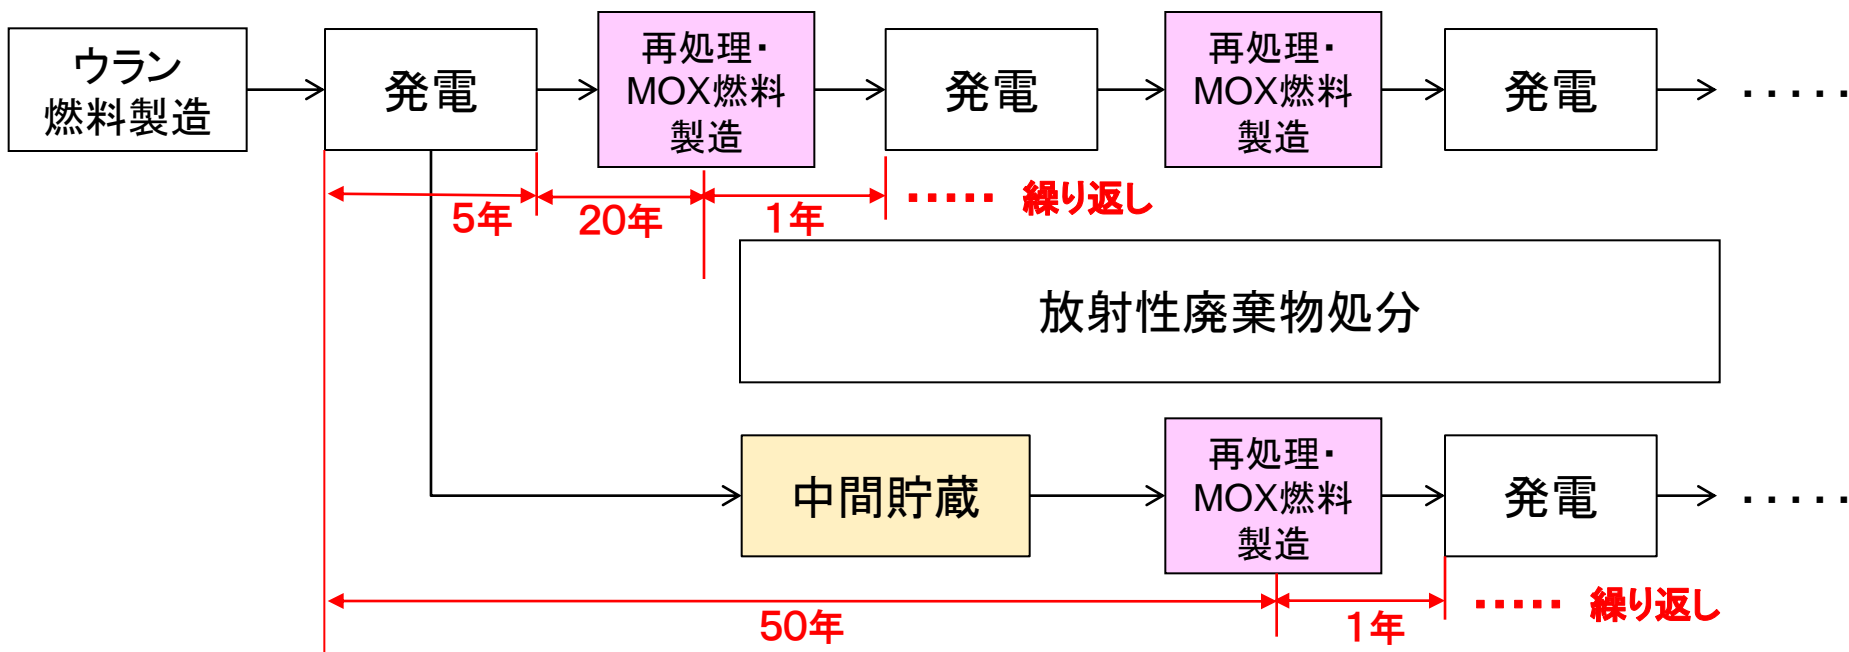 ウラン
燃料製造
発電
再処理・
MOX燃料
製造
発電
再処理・
MOX燃料
製造
発電
・・・・・
5年
20年
1年
・・・・・ 繰り返し
放射性廃棄物処分
中間貯蔵
再処理・
MOX燃料
製造
発電
・・・・・
50年
1年
・・・・・ 繰り返し